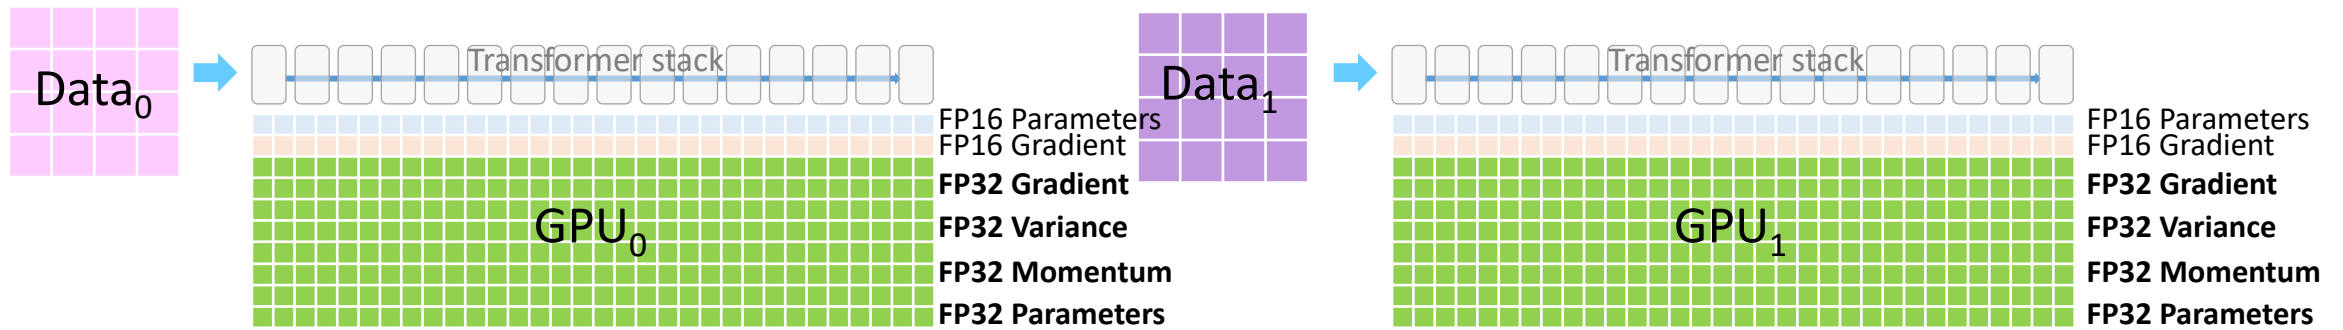 Data0
Transformer stack
FP16 Parameters
FP16 Gradient
FP32 Gradient
FP32 Variance
FP32 Momentum
FP32 Parameters
GPU0
Data1
Transformer stack
FP16 Parameters
FP16 Gradient
FP32 Gradient
FP32 Variance
FP32 Momentum
FP32 Parameters
GPU1